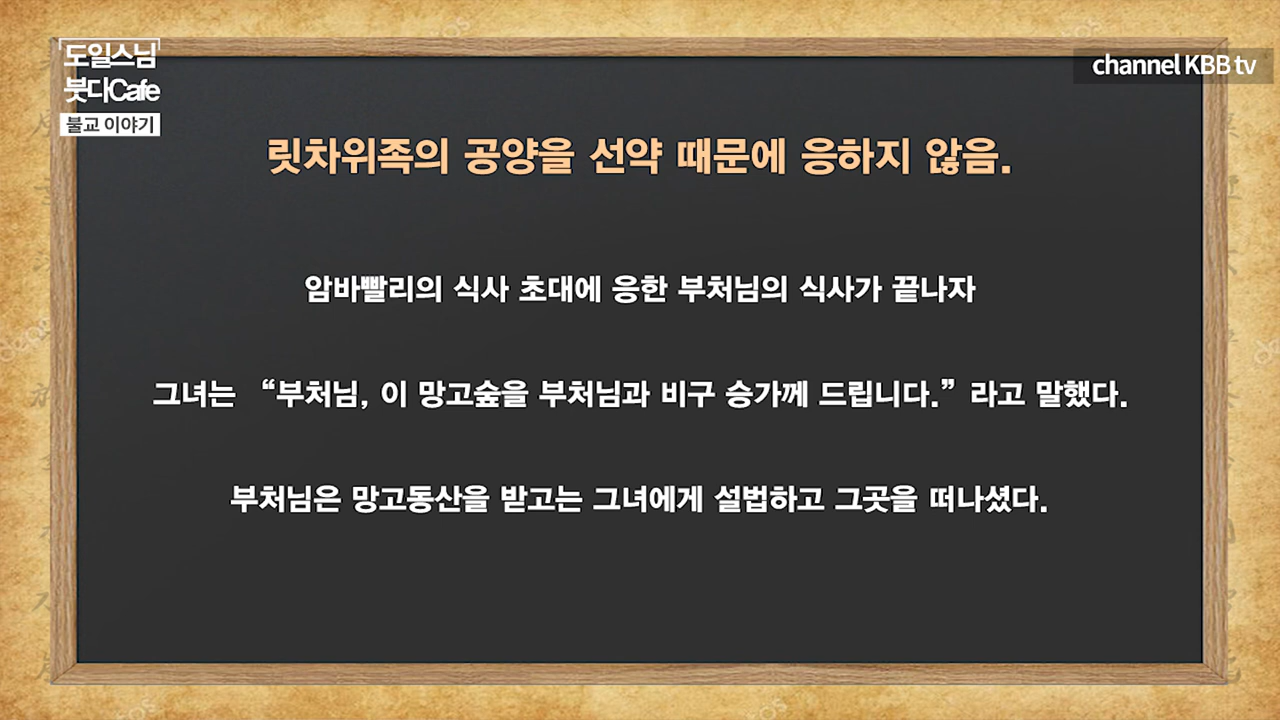 도일스님
붓다Cafe
불교 이야기
channel KBB tv
릿차위족의 공양을 선약 때문에 응하지 않음.
암바빨리의 식사 초대에 응한 부처님의 식사가 끝나자
그녀는 “부처님, 이 망고숲을 부처님과 비구 승가께 드립니다.” 라고 말했다.
부처님은 망고동산을 받고는 그녀에게 설법하고 그곳을 떠나셨다.